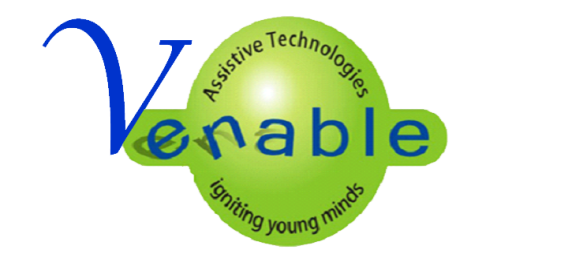 Assistive Technologies
Venable
igniting young minds